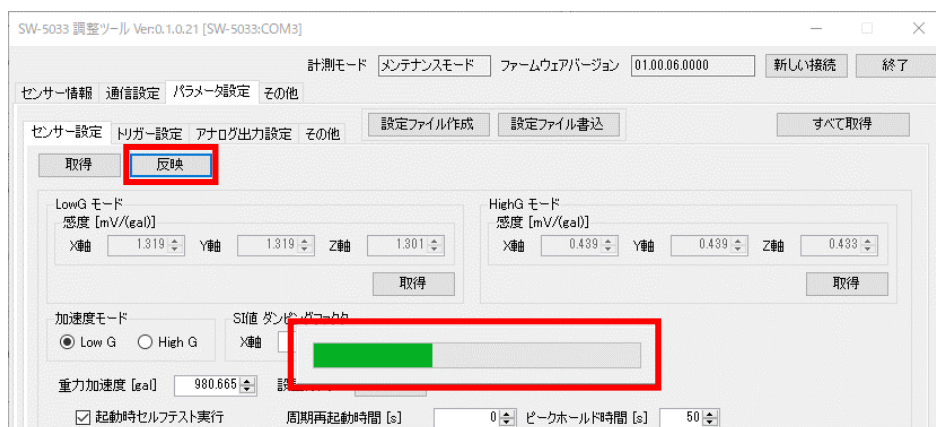 SW-5033 調整ツール Ver:0.1.0.21 [SW-5033:COM3]
計測モード メンテナンスモード ファームウェアバージョン 01.00.06.0000 新しい接続 終了
センサー情報 通信設定 パラメータ設定 その他
センサー設定 トリガー設定 アナログ出力設定 その他 設定ファイル作成 設定ファイル書込 すべて取得
取得 反映
LowG モード HighG モード
感度 [mV/(gal)] 感度 [mV/(gal)]
X軸 1.319 Y軸 1.319 Z軸 1.301 X軸 0.439 Y軸 0.439 Z軸 0.433
取得 取得
加速度モード SI値 ダンピングファクタ
Low G High G X軸
重力加速度 [gal] 980.665
起動時セルフテスト実行 周期再起動時間 [s] 0 ピークホールド時間 [s] 50